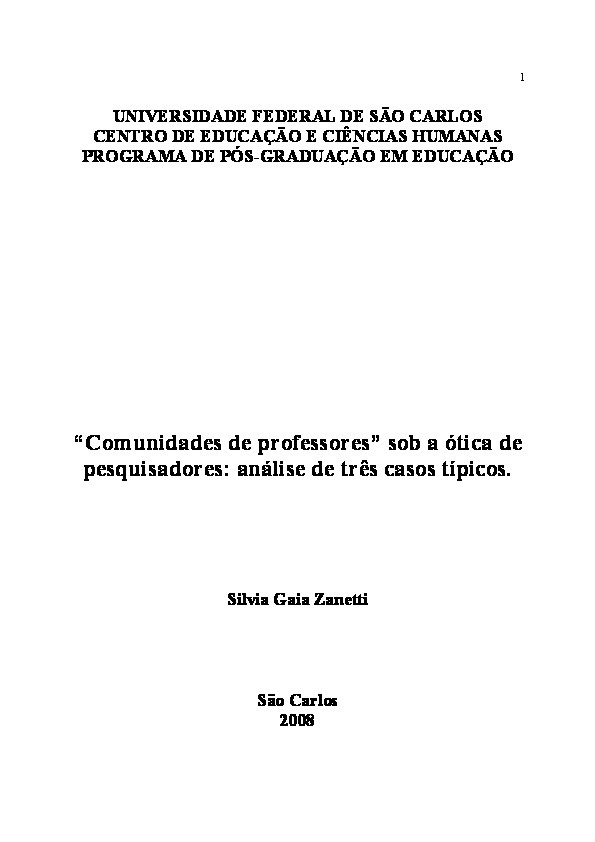 1
UNIVERSIDADE FEDERAL DE SÃO CARLOS
CENTRO DE EDUCAÇÃO E CIÊNCIAS HUMANAS
PROGRAMA DE PÓS-GRADUAÇÃO EM EDUCAÇÃO
“Comunidades de professores” sob a ótica de
pesquisadores: análise de três casos típicos.
Silvia Gaia Zanetti
São Carlos
2008